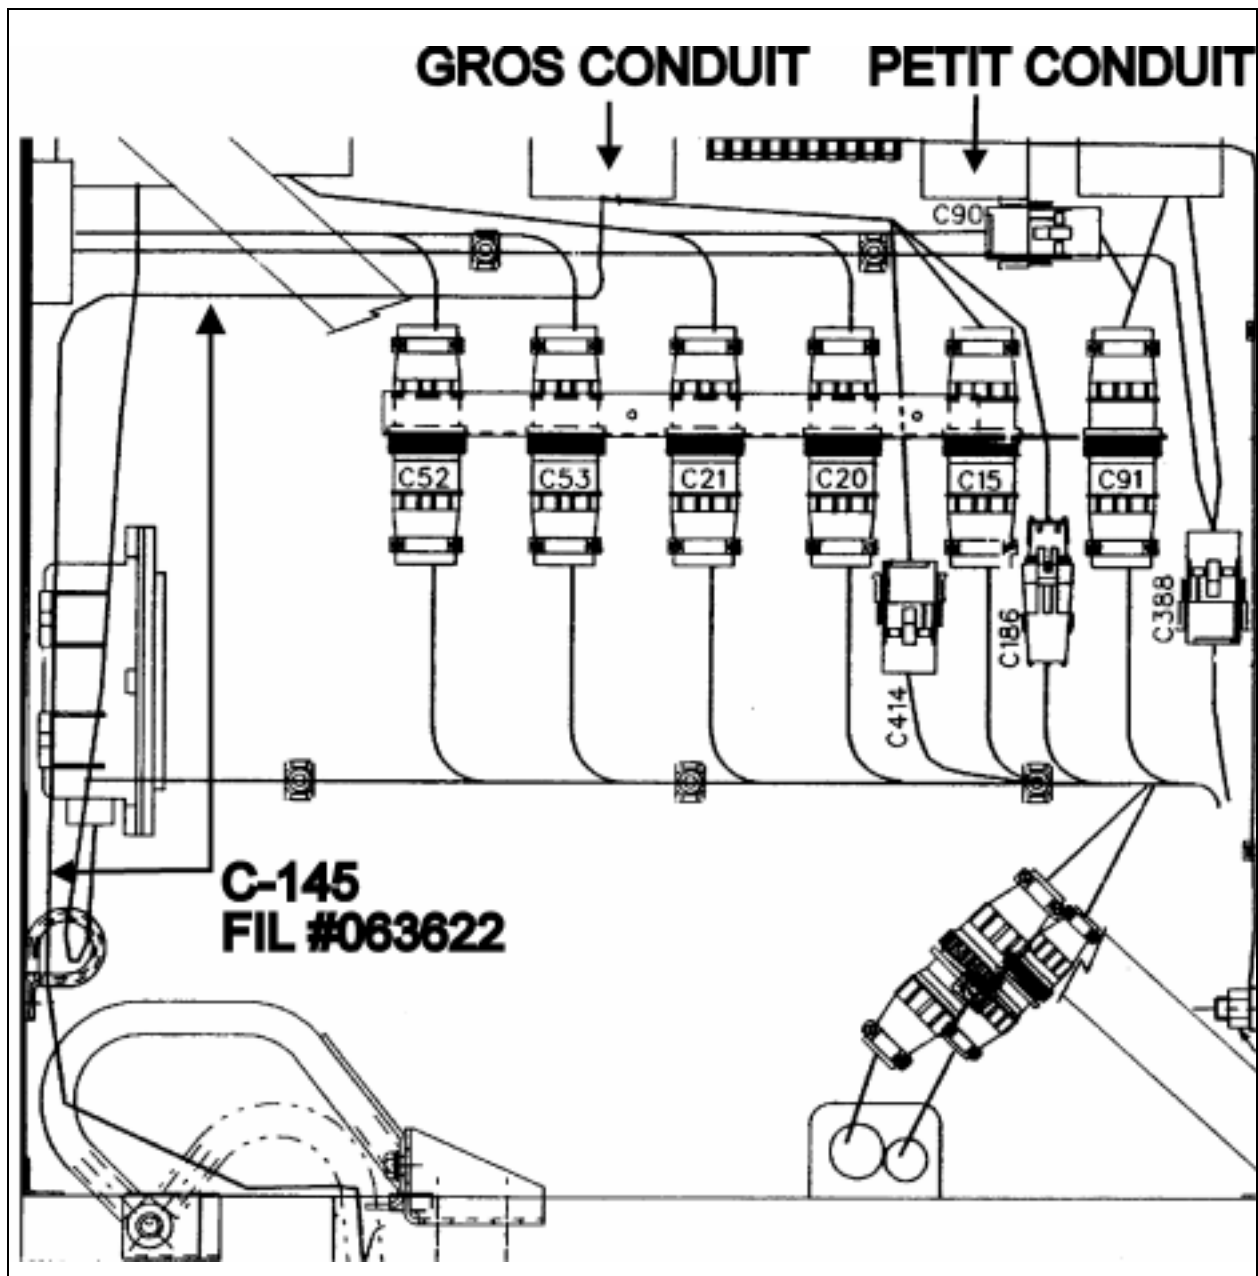 GROS CONDUIT PETIT CONDUIT
C90
C52 C53 C21 C20 C15 C91
C388
C186
C414
C-145
FIL #063622